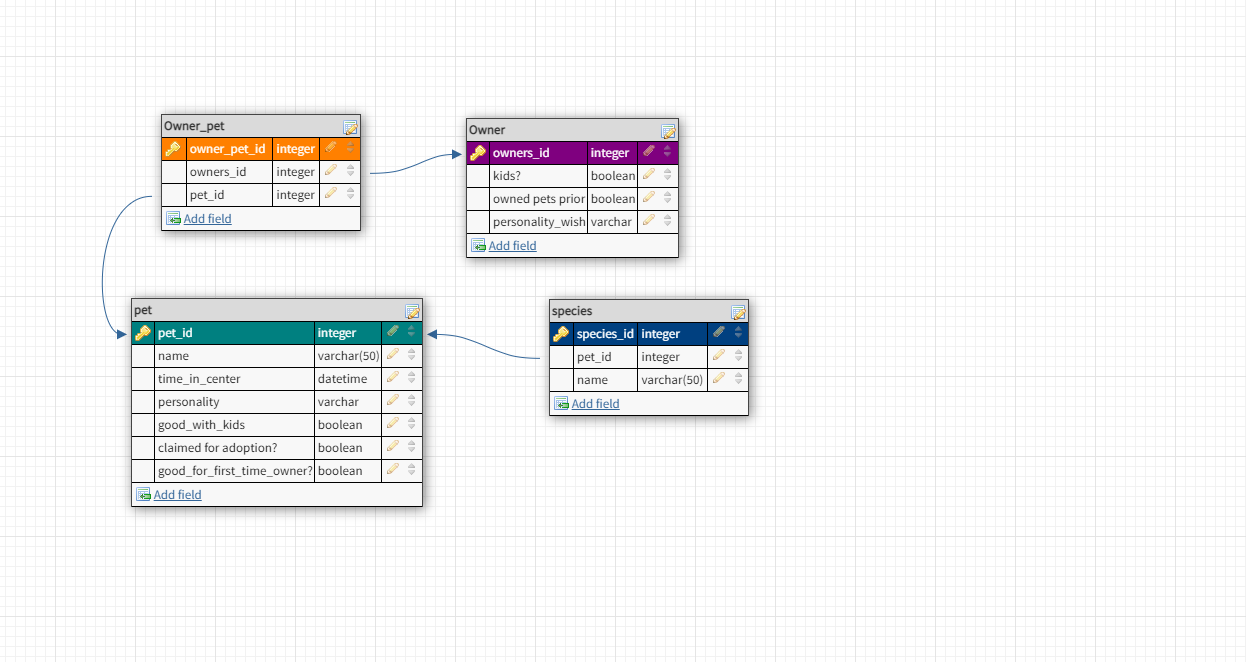 Owner_pet
owner_pet_id integer
owners_id integer
pet_id integer
Add field
Owner
owners_id integer
kids? boolean
owned pets prior boolean
personality_wish varchar
Add field
pet
pet_id integer
name varchar(50)
time_in_center datetime
personality varchar
good_with_kids boolean
claimed for adoption? boolean
good_for_first_time_owner? boolean
Add field
species
species_id integer
pet_id integer
name varchar(50)
Add field